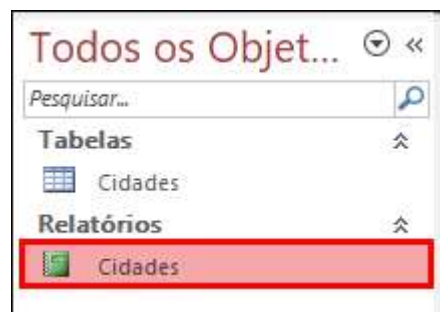 Todos os Objet... «
Pesquisar...
Tabelas
Cidades
Relatórios
Cidades